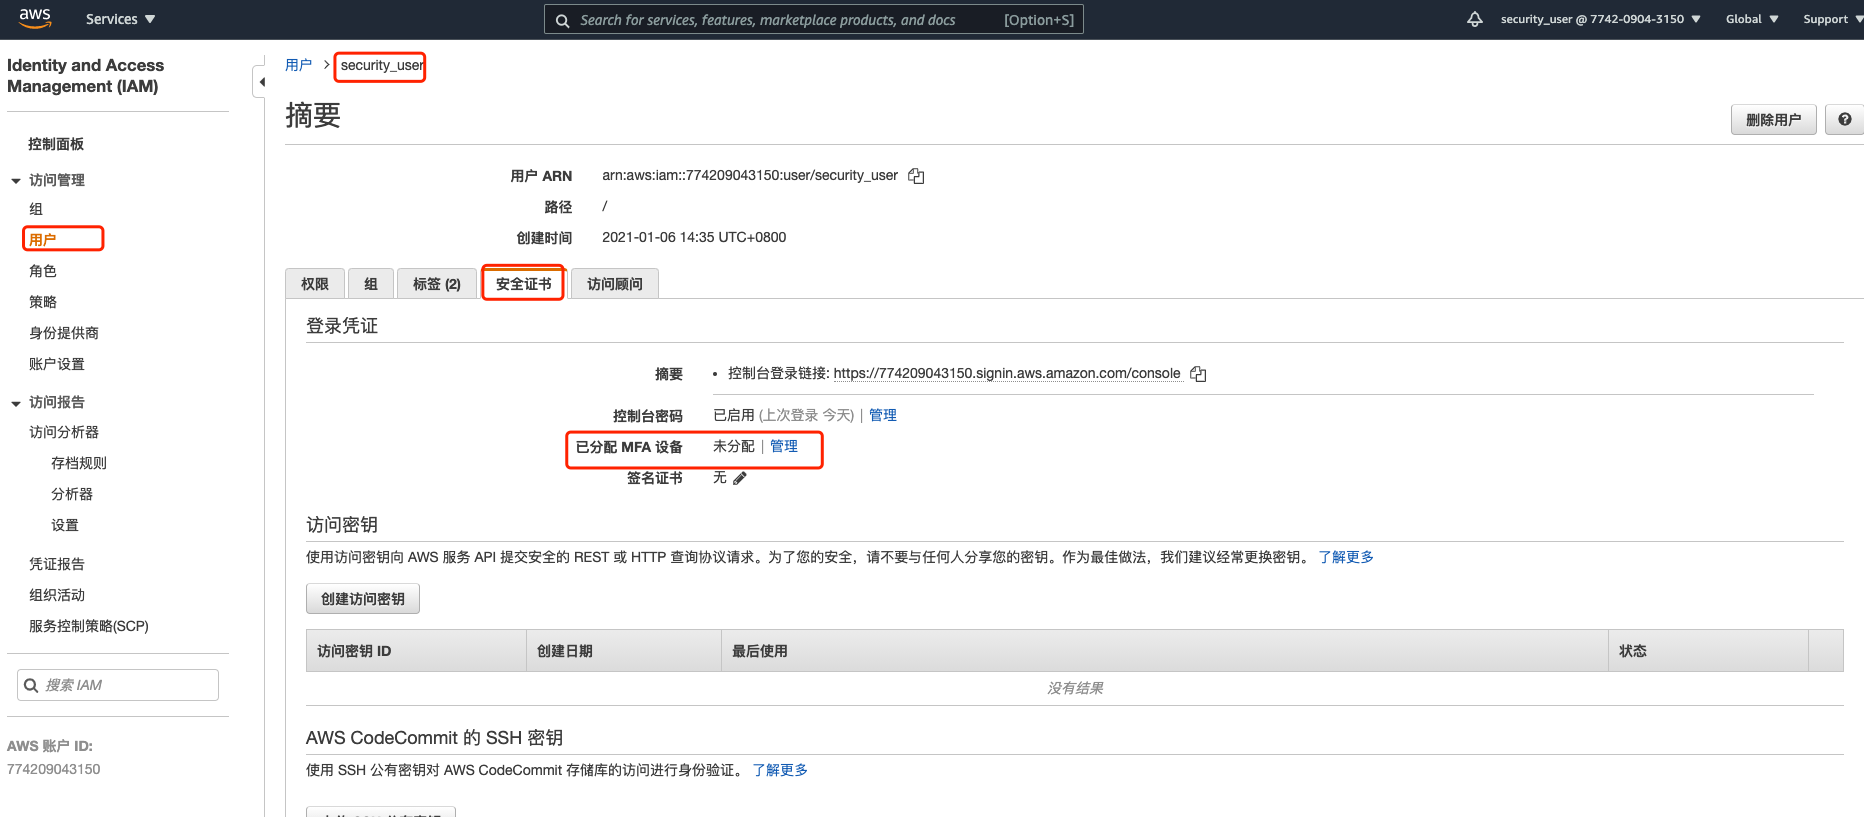 aws Services Search for services, features, marketplace products, and docs [Option+S] security_user @ 7742-0904-3150 Global Support
Identity and Access Management (IAM)
控制面板
访问管理
组
用户
角色
策略
身份提供商
账户设置
访问报告
访问分析器
存档规则
分析器
设置
凭证报告
组织活动
服务控制策略(SCP)
搜索 IAM
AWS 账户 ID:
774209043150
用户 > security_user
摘要
删除用户
用户 ARN arn:aws:iam::774209043150:user/security_user
路径 /
创建时间 2021-01-06 14:35 UTC+0800
权限 组 标签 (2) 安全证书 访问顾问
登录凭证
摘要 • 控制台登录链接: https://774209043150.signin.aws.amazon.com/console
控制台密码 已启用 (上次登录 今天) | 管理
已分配 MFA 设备 未分配 | 管理
签名证书 无
访问密钥
使用访问密钥向 AWS 服务 API 提交安全的 REST 或 HTTP 查询协议请求。为了您的安全，请不要与任何人分享您的密钥。作为最佳做法，我们建议经常更换密钥。 了解更多
创建访问密钥
访问密钥 ID 创建日期 最后使用 状态
没有结果
AWS CodeCommit 的 SSH 密钥
使用 SSH 公有密钥对 AWS CodeCommit 存储库的访问进行身份验证。 了解更多